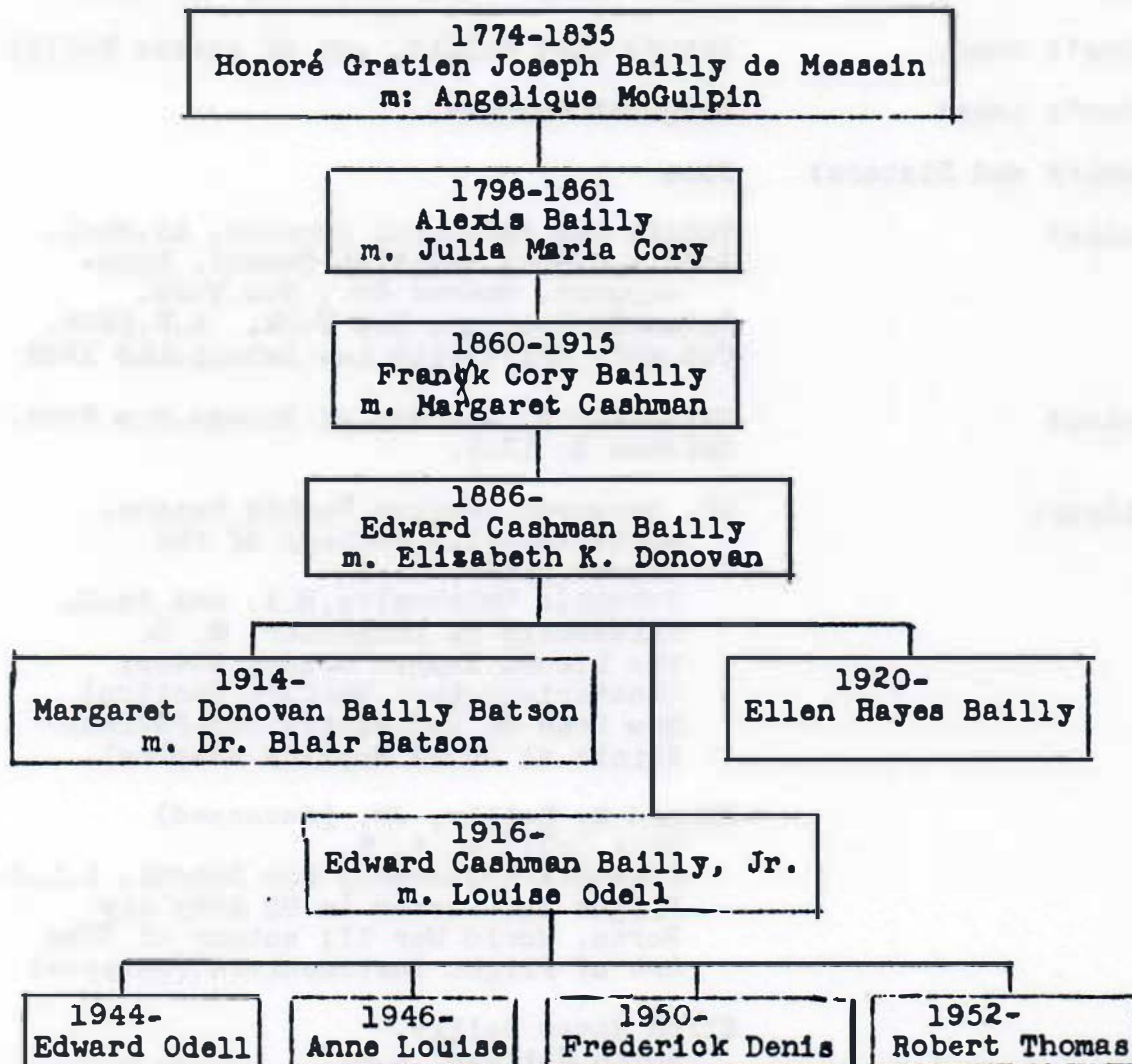 1774-1835
Honoré Gratien Joseph Bailly de Messein
m: Angelique McGulpin
1798-1861
Alexis Bailly
m. Julia Maria Cory
1860-1915
Frank Cory Bailly
m. Margaret Cashman
1886-
Edward Cashman Bailly
m. Elizabeth K. Donovan
1914-
Margaret Donovan Bailly Batson
m. Dr. Blair Batson
1920-
Ellen Hayes Bailly
1916-
Edward Cashman Bailly, Jr.
m. Louise Odell
1944-
Edward Odell
1946-
Anne Louise
1950-
Frederick Denis
1952-
Robert Thomas